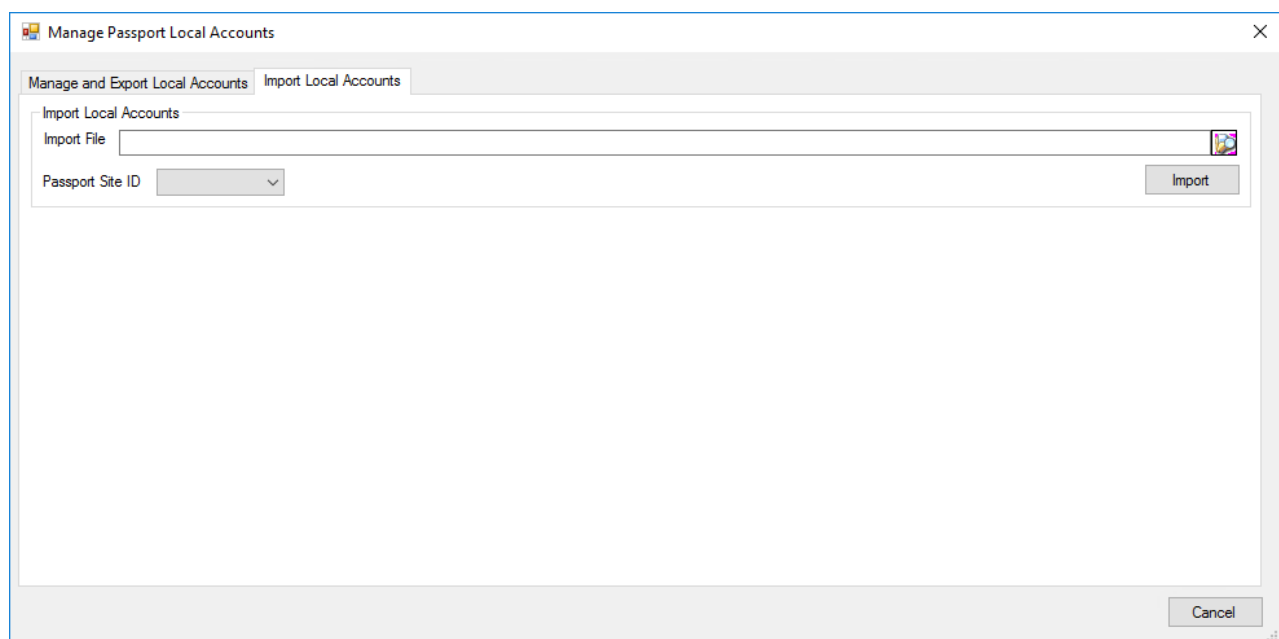 Manage Passport Local Accounts
Manage and Export Local Accounts Import Local Accounts
Import Local Accounts
Import File
Passport Site ID Import
Cancel